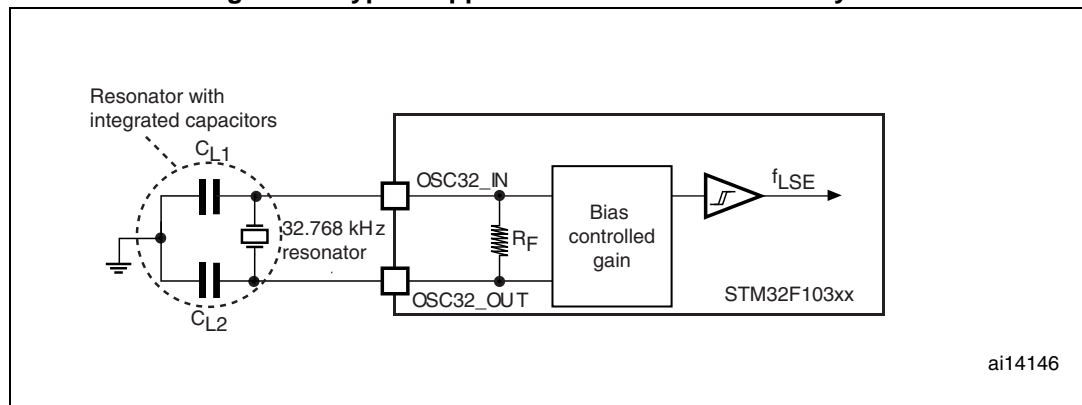 Resonator with
integrated capacitors
CL1
OSC32_IN
fLSE
32.768 kHz
resonator
RF
Bias
controlled
gain
OSC32_OUT
STM32F103xx
CL2
ai14146